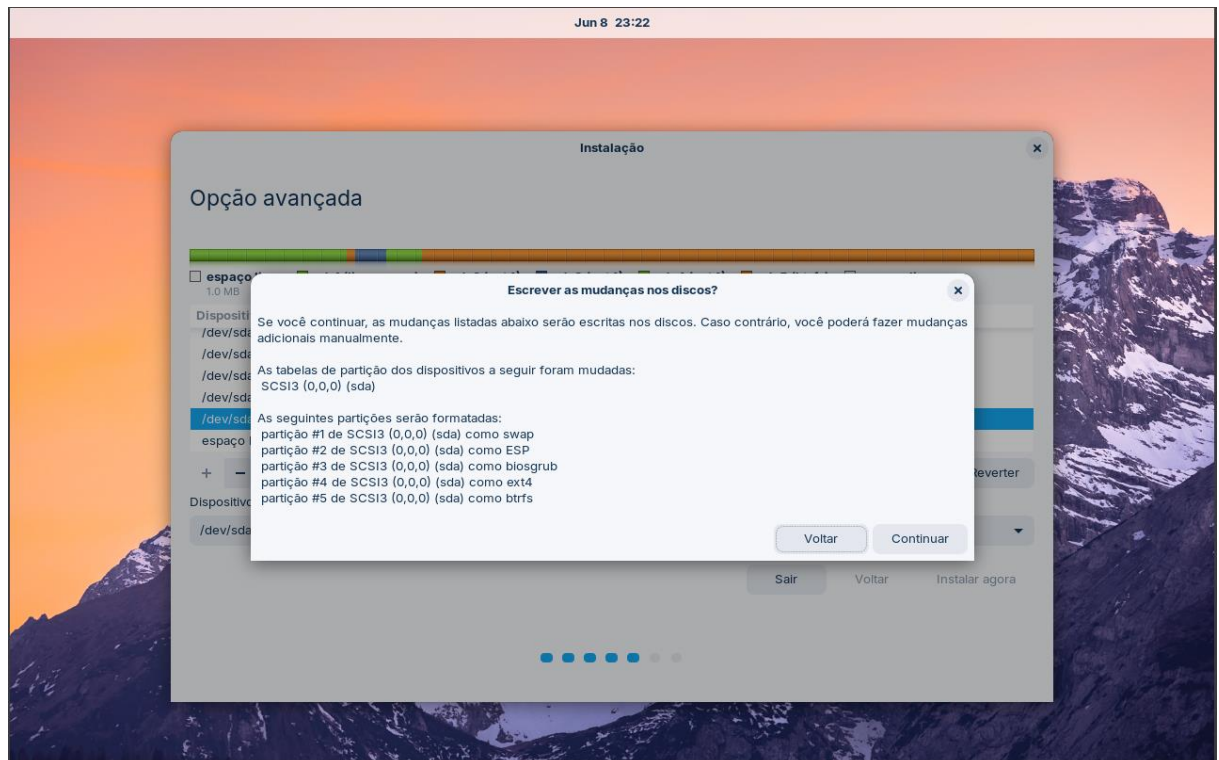 Jun 8 23:22
Instalação
Opção avançada
espaço
1.0 MB
Dispositi
/dev/sda
/dev/sda
/dev/sda
/dev/sda
/dev/sda
espaço
+ −
Reverter
Dispositivo
/dev/sda
Escrever as mudanças nos discos?
Se você continuar, as mudanças listadas abaixo serão escritas nos discos. Caso contrário, você poderá fazer mudanças
adicionais manualmente.
As tabelas de partição dos dispositivos a seguir foram mudadas:
SCSI3 (0,0,0) (sda)
As seguintes partições serão formatadas:
partição #1 de SCSI3 (0,0,0) (sda) como swap
partição #2 de SCSI3 (0,0,0) (sda) como ESP
partição #3 de SCSI3 (0,0,0) (sda) como biosgrub
partição #4 de SCSI3 (0,0,0) (sda) como ext4
partição #5 de SCSI3 (0,0,0) (sda) como btrfs
Voltar Continuar
Sair Voltar Instalar agora